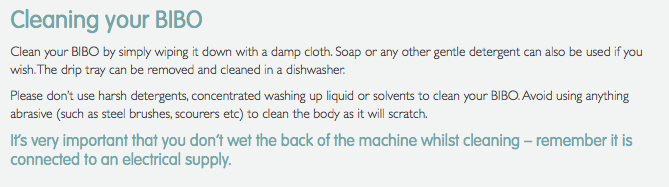 Cleaning your BIBO
Clean your BIBO by simply wiping it down with a damp cloth. Soap or any other gentle detergent can also be used if you
wish.The drip tray can be removed and cleaned in a dishwasher.
Please don't use harsh detergents, concentrated washing up liquid or solvents to clean your BIBO. Avoid using anything
abrasive (such as steel brushes, scourers etc) to clean the body as it will scratch.
It's very important that you don't wet the back of the machine whilst cleaning – remember it is
connected to an electrical supply.